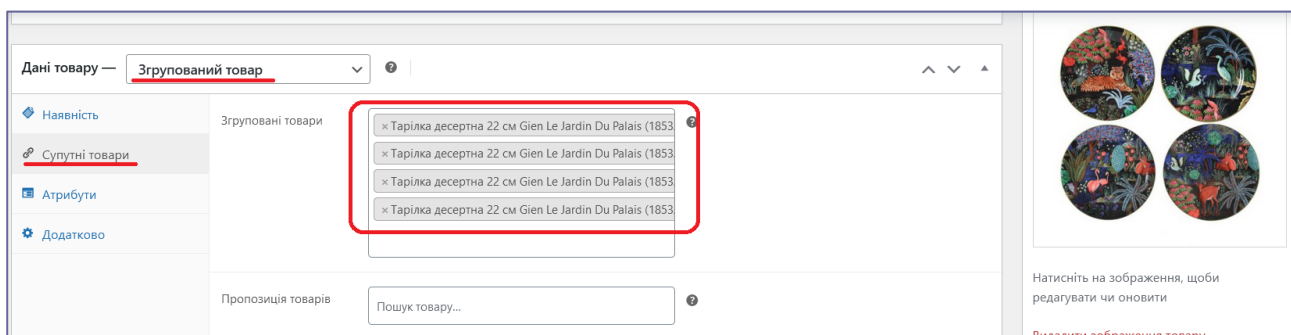 Дані товару — Згрупований товар
Наявність
Супутні товари
Атрибути
Додатково
Згруповані товари
× Тарілка десертна 22 см Gien Le Jardin Du Palais (1853
× Тарілка десертна 22 см Gien Le Jardin Du Palais (1853
× Тарілка десертна 22 см Gien Le Jardin Du Palais (1853
× Тарілка десертна 22 см Gien Le Jardin Du Palais (1853
Пропозиція товарів
Пошук товару...
Натисніть на зображення, щоби
редагувати чи оновити
Видалити зображення товару